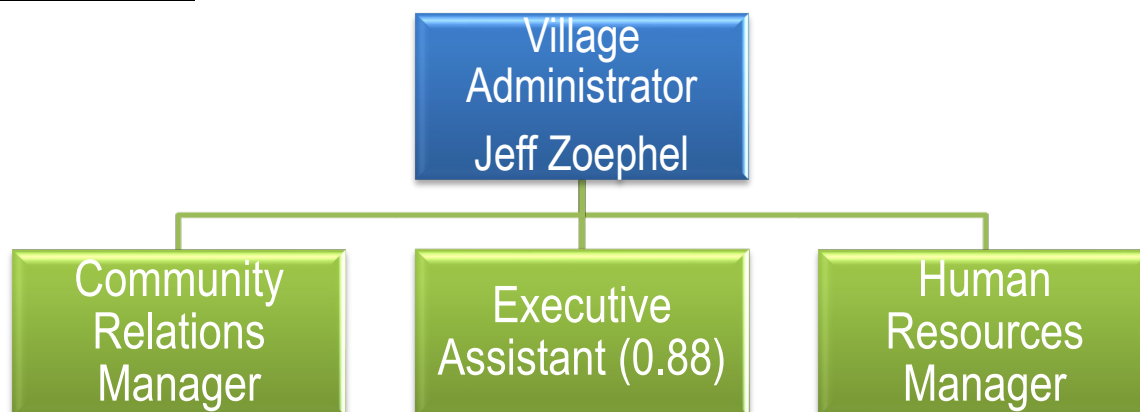 Village
Administrator
Jeff Zoephel
Community
Relations
Manager
Executive
Assistant (0.88)
Human
Resources
Manager